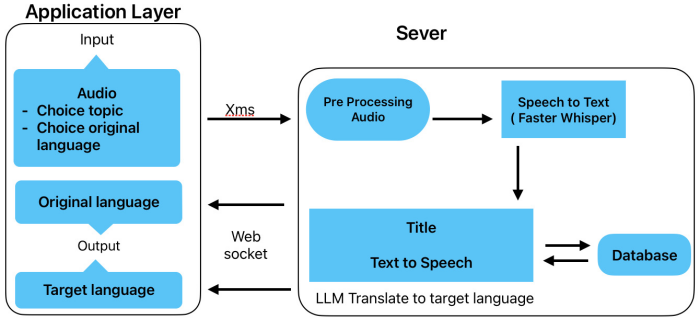 Application Layer
Input
Audio
- Choice topic
- Choice original
language
Original language
Output
Target language
Xms
Web
socket
Sever
Pre Processing
Audio
Speech to Text
( Faster Whisper)
Title
Text to Speech
Database
LLM Translate to target language